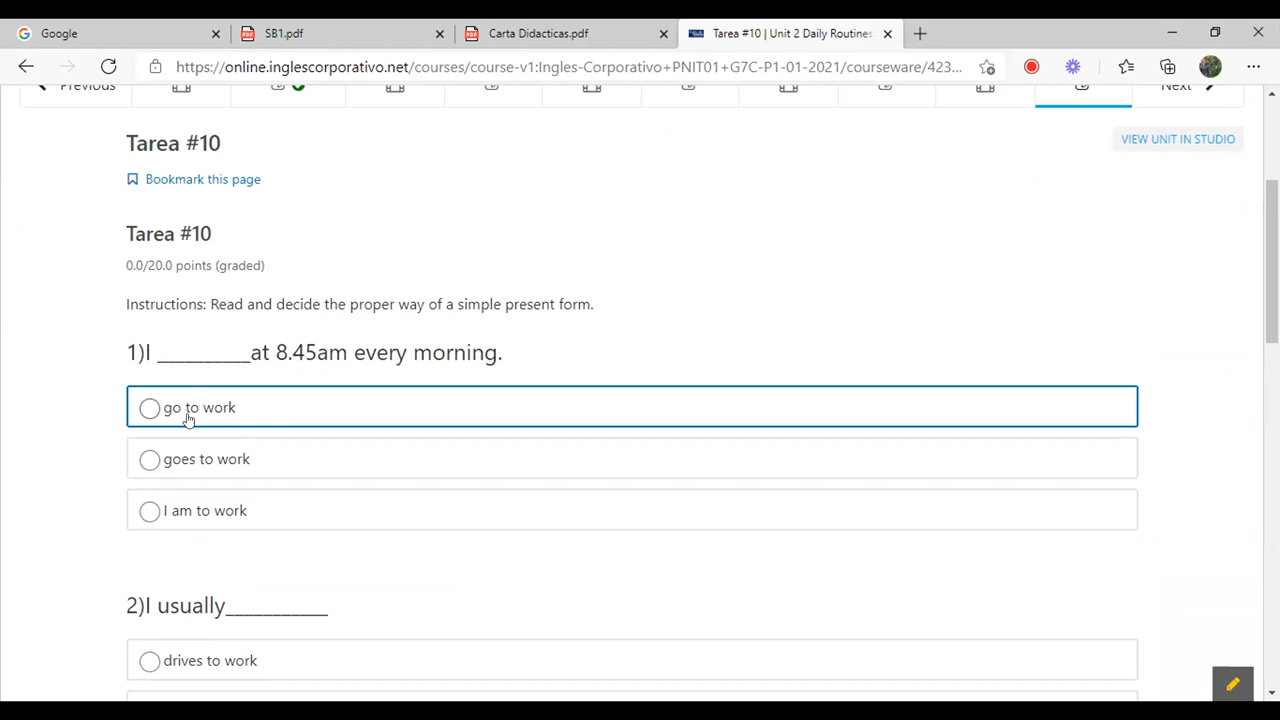 Google
SB1.pdf
Carta Didacticas.pdf
Tarea #10 | Unit 2 Daily Routines
https://online.inglescorporativo.net/courses/course-v1:Ingles-Corporativo+PNIT01+G7C-P1-01-2021/courseware/423...
Previous
Next
Tarea #10
VIEW UNIT IN STUDIO
Bookmark this page
Tarea #10
0.0/20.0 points (graded)
Instructions: Read and decide the proper way of a simple present form.
1)I __________at 8.45am every morning.
go to work
goes to work
I am to work
2)I usually___________
drives to work